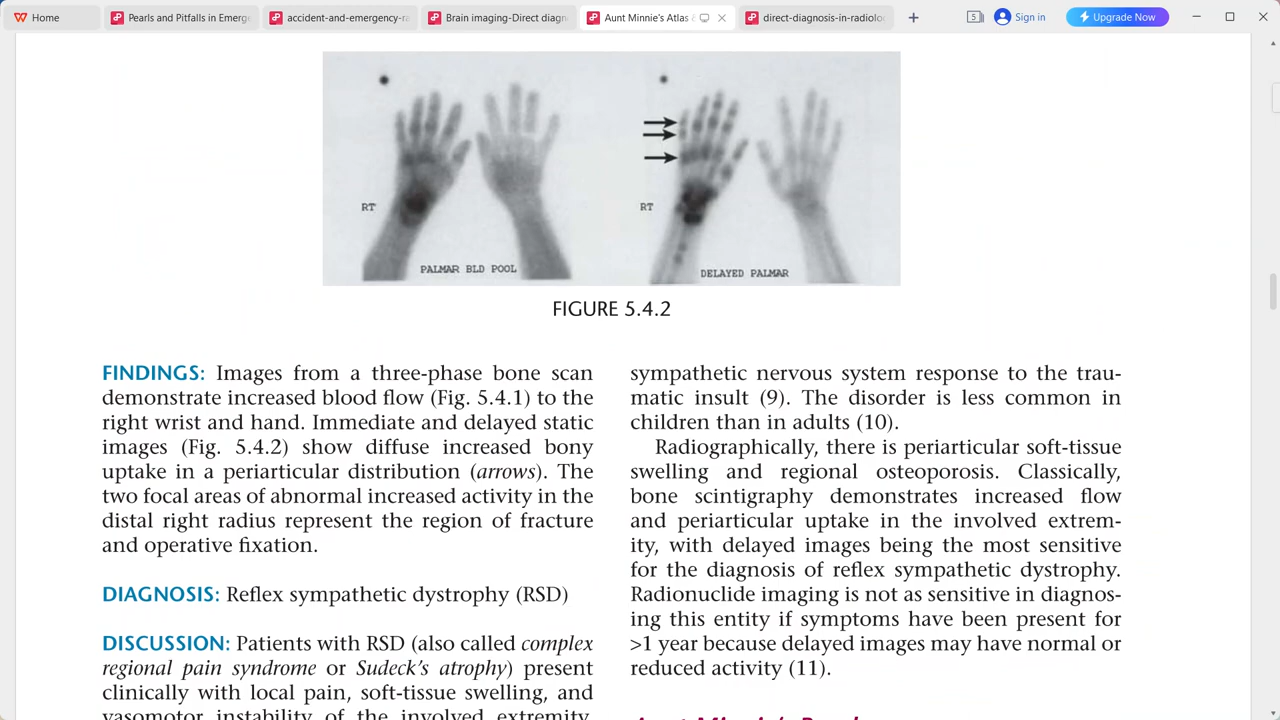 Home
Pearls and Pitfalls in Emerg
accident-and-emergency-ra
Brain imaging-Direct diagn
Aunt Minnie's Atlas
direct-diagnosis-in-radiolo
5
Sign in
Upgrade Now
RT
PALMAR BLD POOL
RT
DELAYED PALMAR
FIGURE 5.4.2
FINDINGS: Images from a three-phase bone scan
demonstrate increased blood flow (Fig. 5.4.1) to the
right wrist and hand. Immediate and delayed static
images (Fig. 5.4.2) show diffuse increased bony
uptake in a periarticular distribution (arrows). The
two focal areas of abnormal increased activity in the
distal right radius represent the region of fracture
and operative fixation.
DIAGNOSIS: Reflex sympathetic dystrophy (RSD)
DISCUSSION: Patients with RSD (also called complex
regional pain syndrome or Sudeck's atrophy) present
clinically with local pain, soft-tissue swelling, and
vasomotor instability of the involved extremity.
sympathetic nervous system response to the trau-
matic insult (9). The disorder is less common in
children than in adults (10).
Radiographically, there is periarticular soft-tissue
swelling and regional osteoporosis. Classically,
bone scintigraphy demonstrates increased flow
and periarticular uptake in the involved extrem-
ity, with delayed images being the most sensitive
for the diagnosis of reflex sympathetic dystrophy.
Radionuclide imaging is not as sensitive in diagnos-
ing this entity if symptoms have been present for
>1 year because delayed images may have normal or
reduced activity (11).